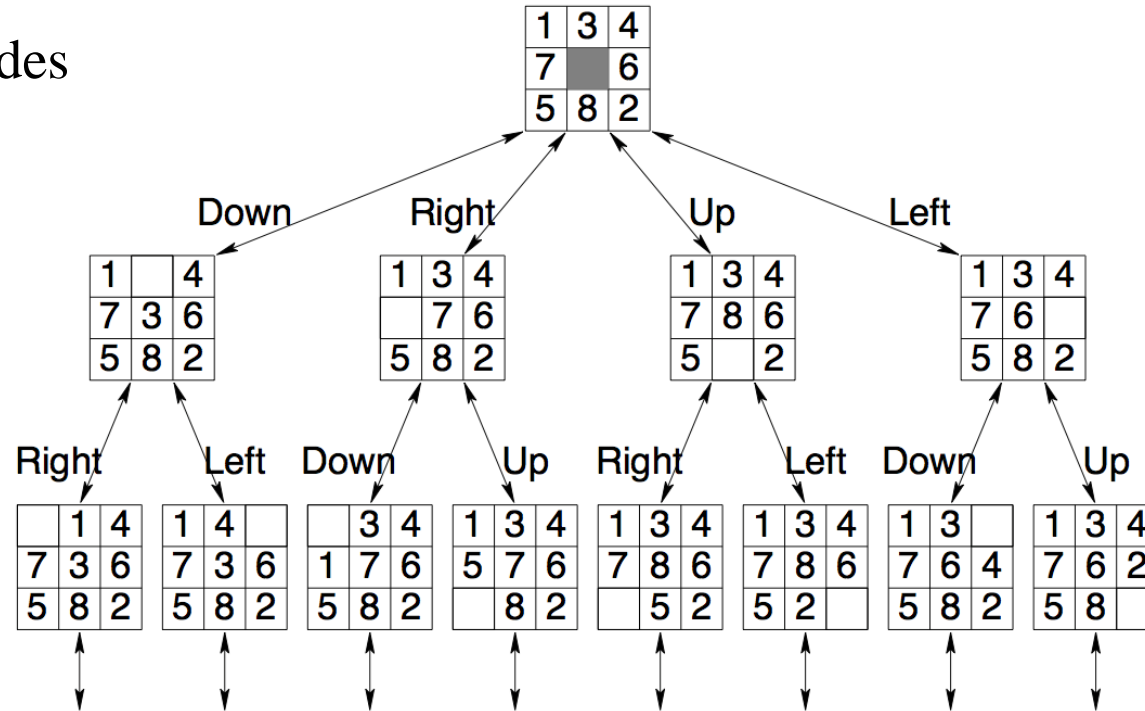 des
1 3 4
7 6
5 8 2
Down Right Up Left
1 4 1 3 4 1 3 4 1 3 4
7 3 6 7 6 7 8 6 7 6
5 8 2 5 8 2 5 2 5 8 2
Right Left Down Up Right Left Down Up
1 4 1 4 3 4 1 3 4 1 3 4 1 3 4 1 3 1 3 4
7 3 6 7 3 6 1 7 6 5 7 6 7 8 6 7 8 6 7 6 4 7 6 2
5 8 2 5 8 2 5 8 2 8 2 5 2 5 2 5 8 2 5 8